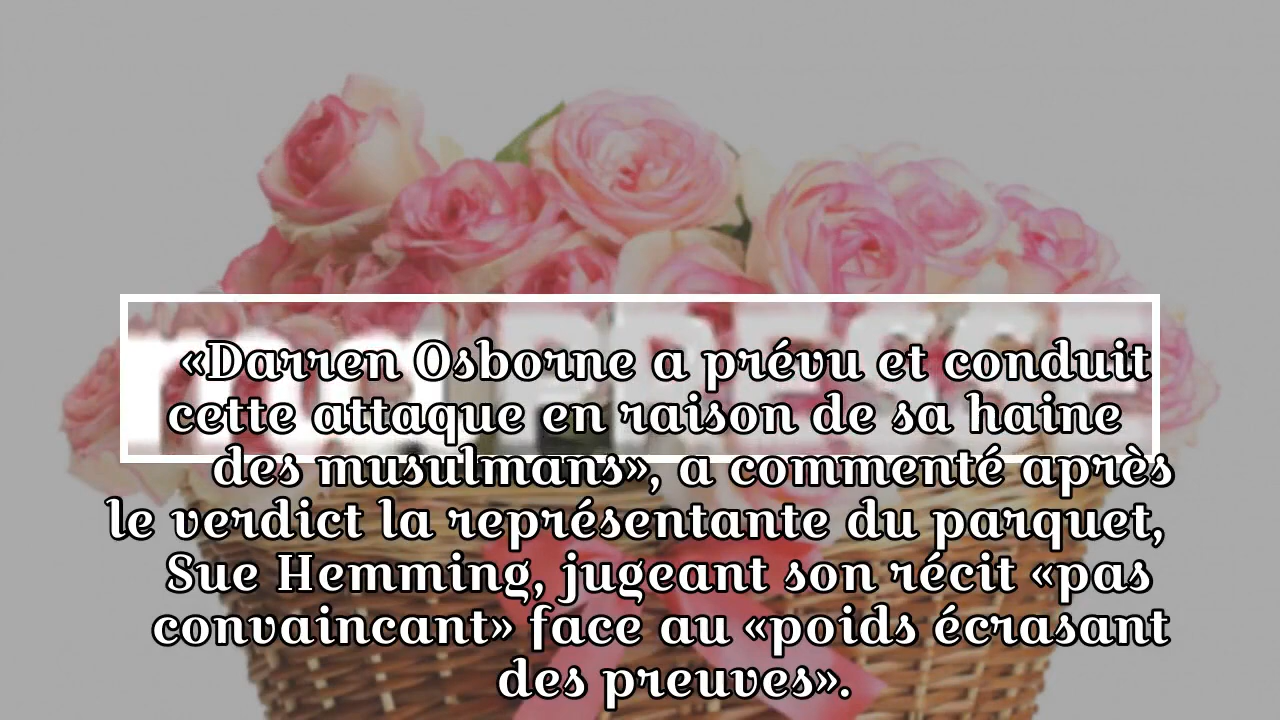 «Darren Osborne a prévu et conduit
cette attaque en raison de sa haine
des musulmans», a commenté après
le verdict la représentante du parquet,
Sue Hemming, jugeant son récit «pas
convaincant» face au «poids écrasant
des preuves».